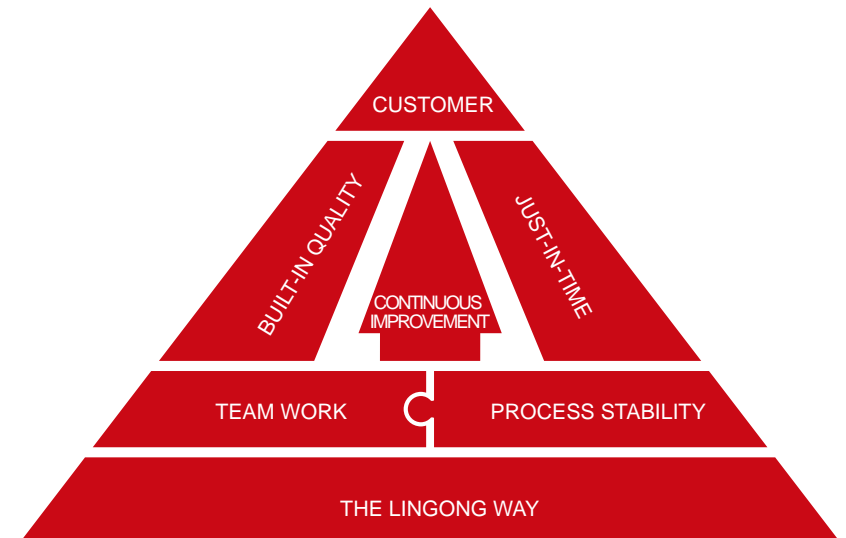 CUSTOMER
BUILT-IN QUALITY
JUST-IN-TIME
CONTINUOUS
IMPROVEMENT
TEAM WORK
PROCESS STABILITY
THE LINGONG WAY